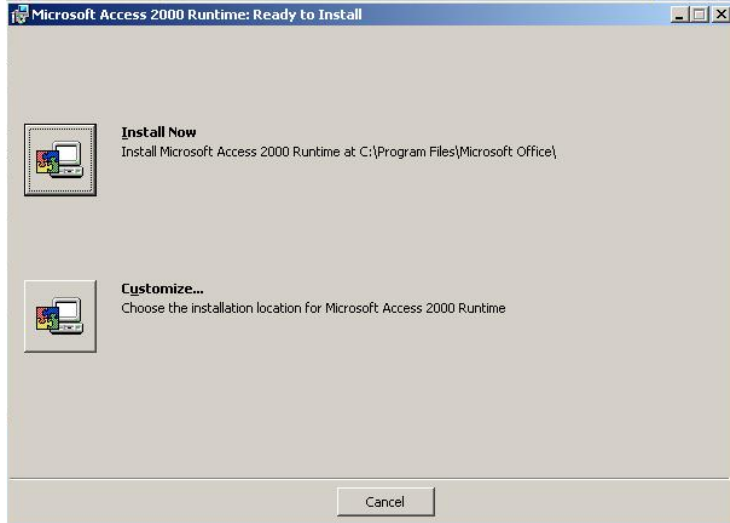 Microsoft Access 2000 Runtime: Ready to Install
Install Now
Install Microsoft Access 2000 Runtime at C:\Program Files\Microsoft Office\
Customize...
Choose the installation location for Microsoft Access 2000 Runtime
Cancel